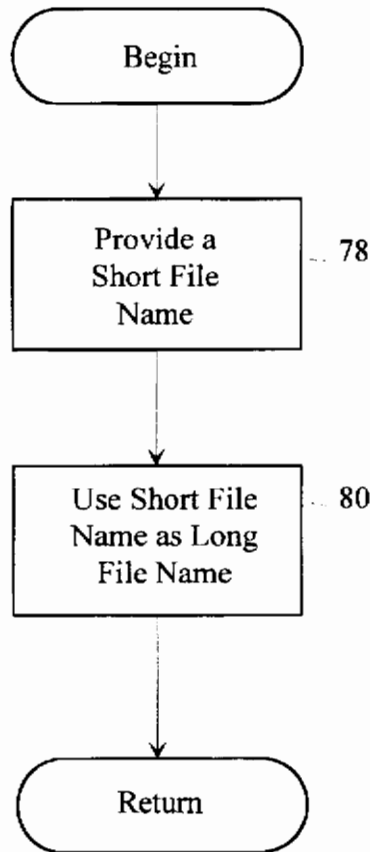 Begin
Provide a
Short File
Name
78
Use Short File
Name as Long
File Name
80
Return